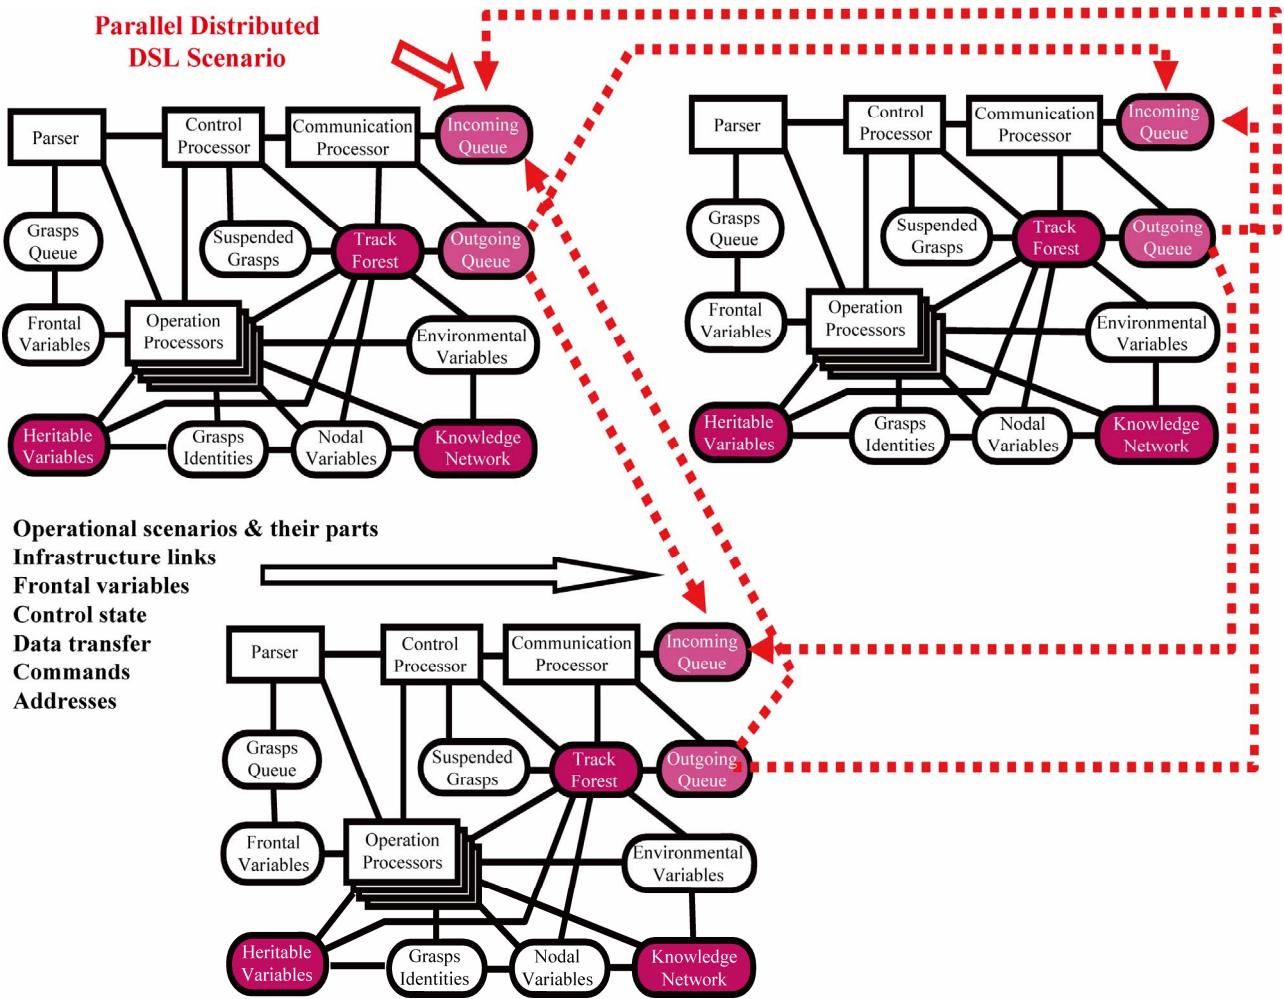 Parallel Distributed
DSL Scenario
Parser
Control
Processor
Communication
Processor
Incoming
Queue
Grasps
Queue
Suspended
Grasps
Track
Forest
Outgoing
Queue
Frontal
Variables
Operation
Processors
Environmental
Variables
Heritable
Variables
Grasps
Identities
Nodal
Variables
Knowledge
Network
Parser
Control
Processor
Communication
Processor
Incoming
Queue
Grasps
Queue
Suspended
Grasps
Track
Forest
Outgoing
Queue
Frontal
Variables
Operation
Processors
Environmental
Variables
Heritable
Variables
Grasps
Identities
Nodal
Variables
Knowledge
Network
Operational scenarios & their parts
Infrastructure links
Frontal variables
Control state
Data transfer
Commands
Addresses
Parser
Control
Processor
Communication
Processor
Incoming
Queue
Grasps
Queue
Suspended
Grasps
Track
Forest
Outgoing
Queue
Frontal
Variables
Operation
Processors
Environmental
Variables
Heritable
Variables
Grasps
Identities
Nodal
Variables
Knowledge
Network